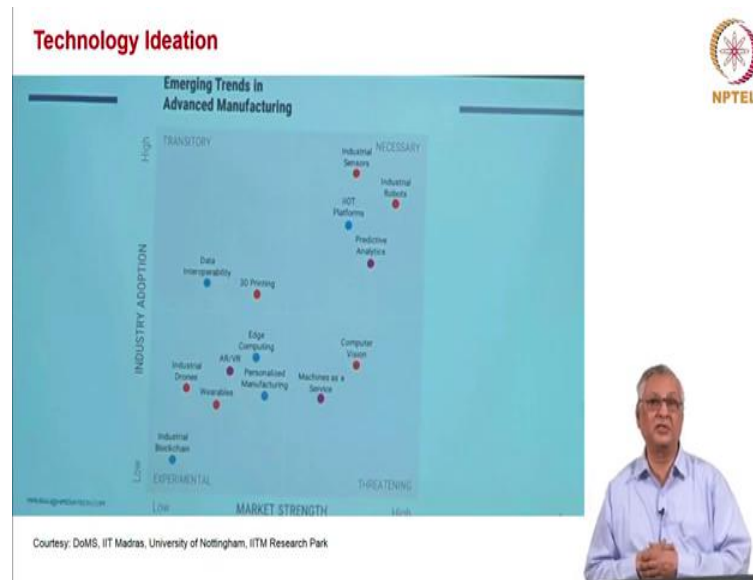 Technology Ideation
NPTEL
Emerging Trends in
Advanced Manufacturing
High
TRANSITORY
NECESSARY
Industrial
Sensors
Industrial
Robots
IIOT
Platforms
Predictive
Analytics
Data
Interoperability
3D Printing
INDUSTRY ADOPTION
Edge
Computing
Computer
Vision
AR/VR
Industrial
Drones
Personalized
Manufacturing
Machines as a
Service
Wearables
Industrial
Blockchain
Low
EXPERIMENTAL
THREATENING
Low
MARKET STRENGTH
High
Courtesy: DoMS, IIT Madras, University of Nottingham, IITM Research Park